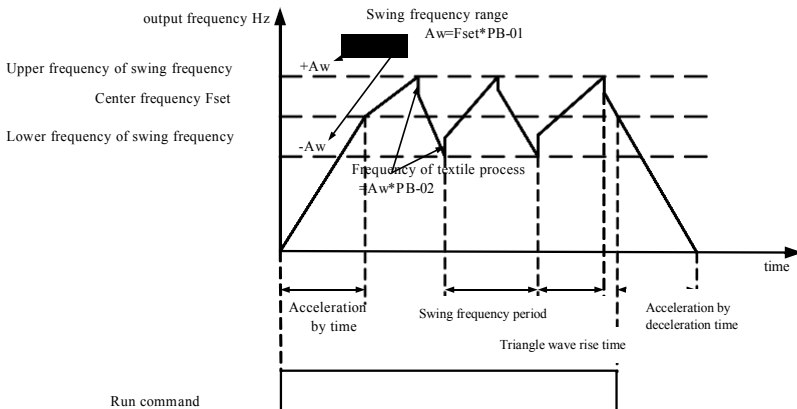 output frequency Hz
Swing frequency range
Aw=Fset*PB-01
Upper frequency of swing frequency
+Aw
Center frequency Fset
Lower frequency of swing frequency
-Aw
Frequency of textile process
=Aw*PB-02
time
Acceleration
by time
Swing frequency period
Acceleration by
deceleration time
Triangle wave rise time
Run command